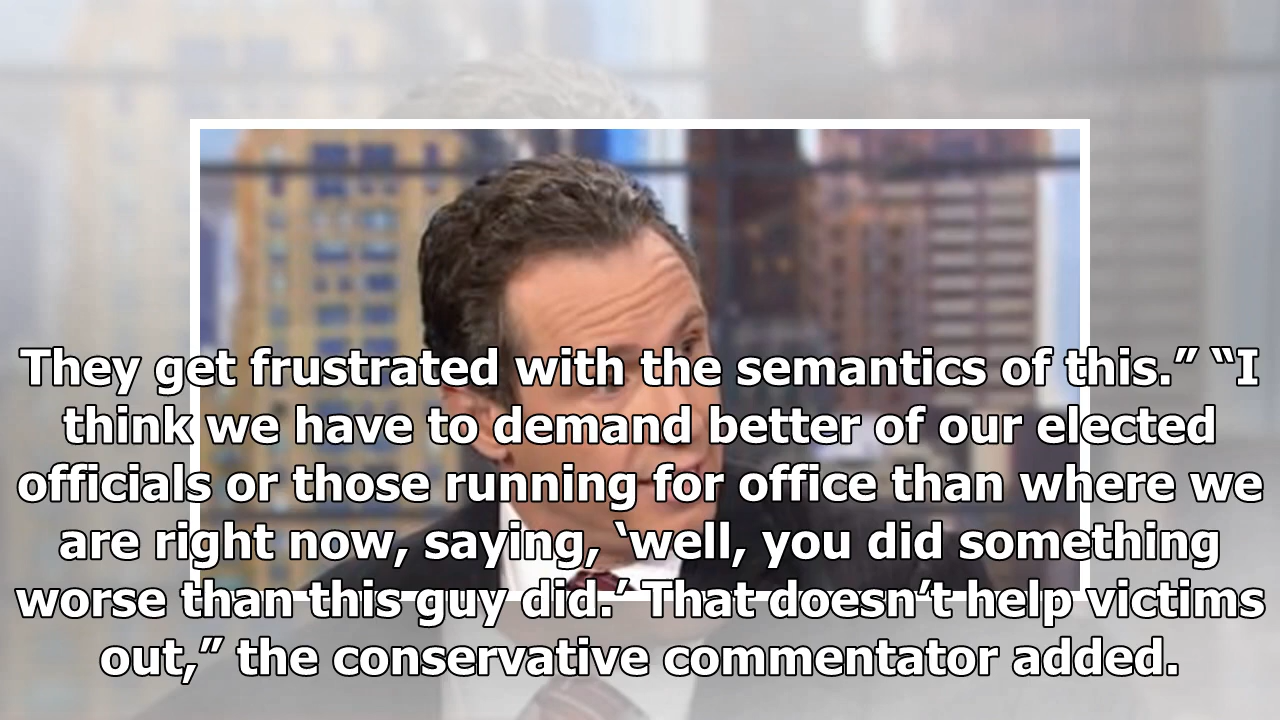 They get frustrated with the semantics of this.” “I
think we have to demand better of our elected
officials or those running for office than where we
are right now, saying, ‘well, you did something
worse than this guy did.’ That doesn’t help victims
out,” the conservative commentator added.